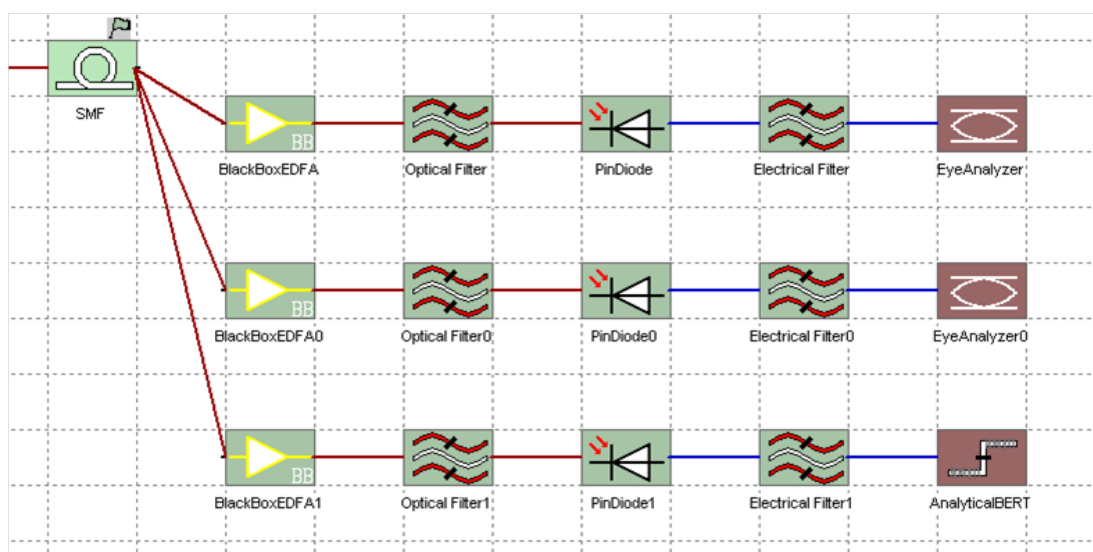 SMF
BB
BlackBoxEDFA
Optical Filter
PinDiode
Electrical Filter
EyeAnalyzer
BB
BlackBoxEDFA0
Optical Filter0
PinDiode0
Electrical Filter0
EyeAnalyzer0
BB
BlackBoxEDFA1
Optical Filter1
PinDiode1
Electrical Filter1
AnalyticalBERT